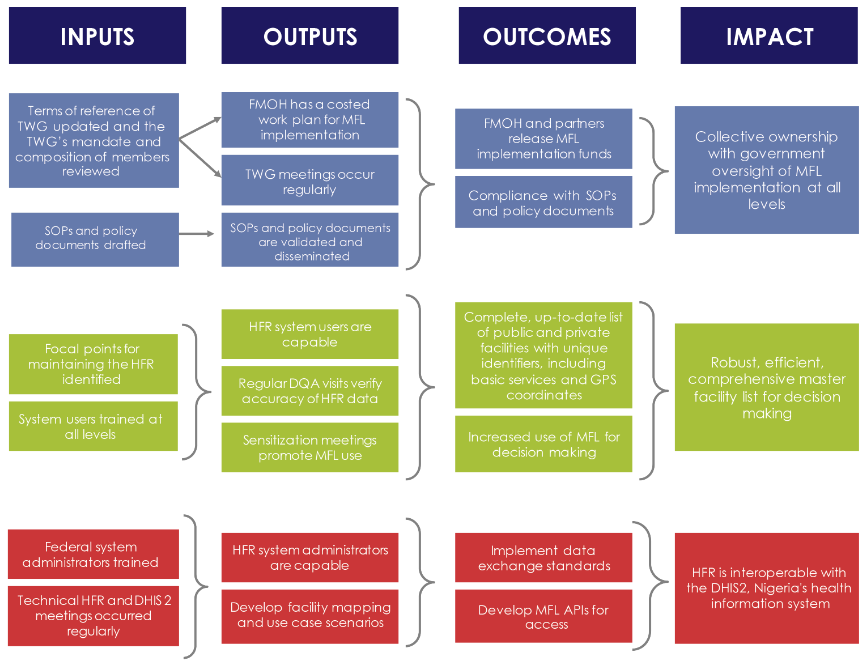 INPUTS
OUTPUTS
OUTCOMES
IMPACT
Terms of reference of
TWG updated and the
TWG's mandate and
composition of members
reviewed
SOPs and policy
documents drafted
FMOH has a costed
work plan for MFL
implementation
TWG meetings occur
regularly
SOPs and policy documents
are validated and
disseminated
FMOH and partners
release MFL
implementation funds
Compliance with SOPs
and policy documents
Collective ownership
with government
oversight of MFL
implementation at all
levels
Focal points for
maintaining the HFR
identified
System users trained at
all levels
HFR system users are
capable
Regular DQA visits verify
accuracy of HFR data
Sensitization meetings
promote MFL use
Complete, up-to-date list
of public and private
facilities with unique
identifiers, including
basic services and GPS
coordinates
Increased use of MFL for
decision making
Robust, efficient,
comprehensive master
facility list for decision
making
Federal system
administrators trained
Technical HFR and DHIS 2
meetings occurred
regularly
HFR system administrators
are capable
Develop facility mapping
and use case scenarios
Implement data
exchange standards
Develop MFL APIs for
access
HFR is interoperable with
the DHIS2, Nigeria's health
information system